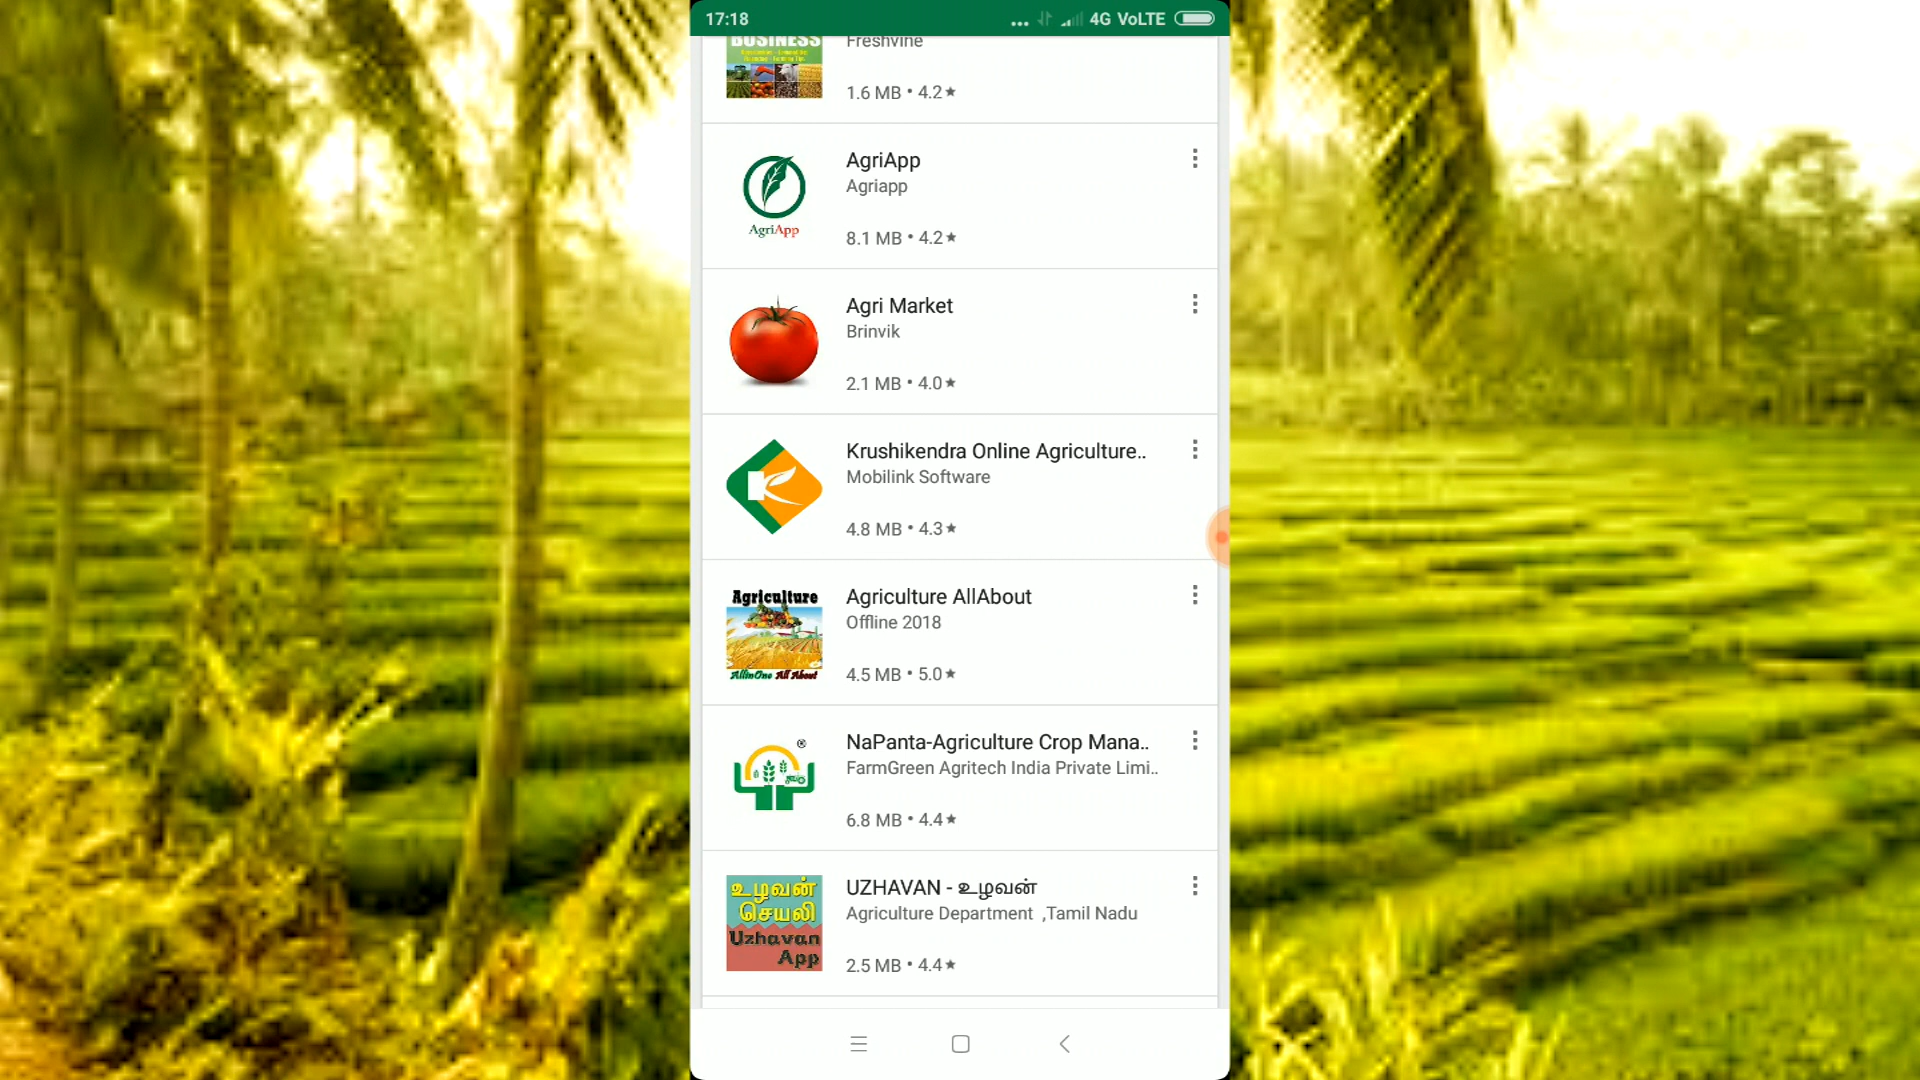 17:18
... 4G VoLTE
BUSINESS
Freshvine
1.6 MB • 4.2★
AgriApp
Agriapp
AgriApp
8.1 MB • 4.2★
Agri Market
Brinvik
2.1 MB • 4.0★
Krushikendra Online Agriculture..
Mobilink Software
K
4.8 MB • 4.3★
Agriculture
Agriculture AllAbout
Offline 2018
AllinOne All About
4.5 MB • 5.0★
NaPanta-Agriculture Crop Mana..
®
FarmGreen Agritech India Private Limi..
6.8 MB • 4.4★
உழவன்
செயலி
Uzhavan
App
UZHAVAN - உழவன்
Agriculture Department ,Tamil Nadu
2.5 MB • 4.4★